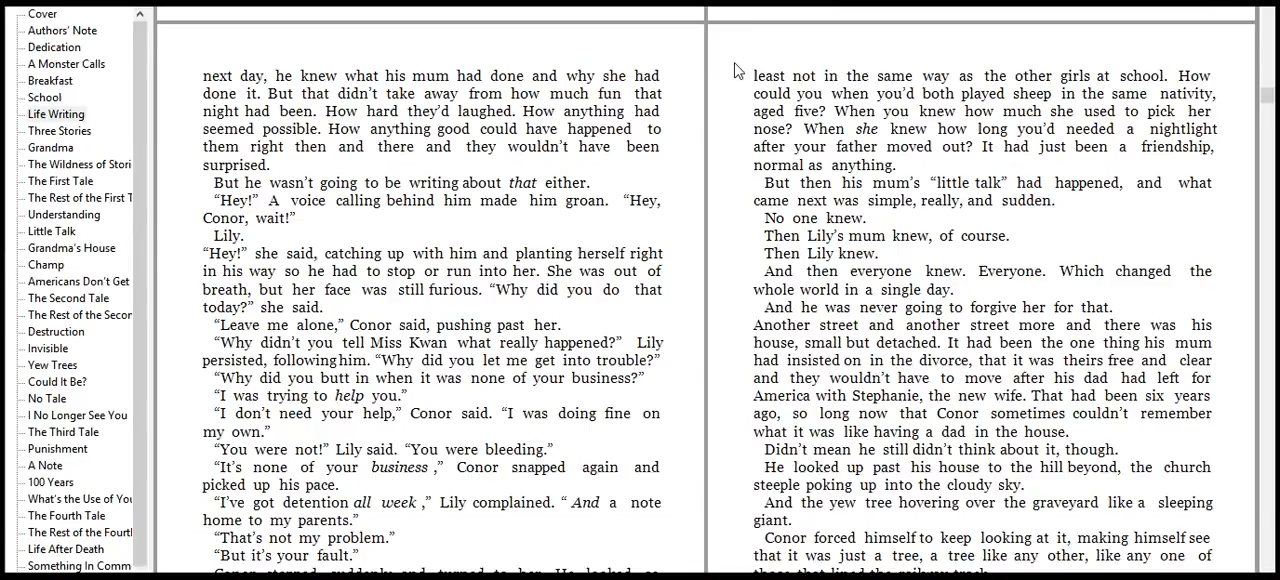 Cover
Authors' Note
Dedication
A Monster Calls
Breakfast
School
Life Writing
Three Stories
Grandma
The Wildness of Stori
The First Tale
The Rest of the First T
Understanding
Little Talk
Grandma's House
Champ
Americans Don't Get
The Second Tale
The Rest of the Secor
Destruction
Invisible
Yew Trees
Could It Be?
No Tale
I No Longer See You
The Third Tale
Punishment
A Note
100 Years
What's the Use of You
The Fourth Tale
The Rest of the Fourtl
Life After Death
Something In Comm
next day, he knew what his mum had done and why she had
done it. But that didn't take away from how much fun that
night had been. How hard they'd laughed. How anything had
seemed possible. How anything good could have happened to
them right then and there and they wouldn't have been
surprised.
But he wasn't going to be writing about that either.
“Hey!” A voice calling behind him made him groan. “Hey,
Conor, wait!”
Lily.
“Hey!” she said, catching up with him and planting herself right
in his way so he had to stop or run into her. She was out of
breath, but her face was still furious. “Why did you do that
today?” she said.
“Leave me alone,” Conor said, pushing past her.
“Why didn't you tell Miss Kwan what really happened?” Lily
persisted, following him. “Why did you let me get into trouble?”
“Why did you butt in when it was none of your business?”
“I was trying to help you.”
“I don't need your help,” Conor said. “I was doing fine on
my own.”
“You were not!” Lily said. “You were bleeding.”
“It's none of your business ,” Conor snapped again and
picked up his pace.
“I've got detention all week ,” Lily complained. “ And a note
home to my parents.”
“That's not my problem.”
“But it's your fault.”
Conor stopped suddenly and turned to her. He looked so
least not in the same way as the other girls at school. How
could you when you'd both played sheep in the same nativity,
aged five? When you knew how much she used to pick her
nose? When she knew how long you'd needed a nightlight
after your father moved out? It had just been a friendship,
normal as anything.
But then his mum's “little talk” had happened, and what
came next was simple, really, and sudden.
No one knew.
Then Lily's mum knew, of course.
Then Lily knew.
And then everyone knew. Everyone. Which changed the
whole world in a single day.
And he was never going to forgive her for that.
Another street and another street more and there was his
house, small but detached. It had been the one thing his mum
had insisted on in the divorce, that it was theirs free and clear
and they wouldn't have to move after his dad had left for
America with Stephanie, the new wife. That had been six years
ago, so long now that Conor sometimes couldn't remember
what it was like having a dad in the house.
Didn't mean he still didn't think about it, though.
He looked up past his house to the hill beyond, the church
steeple poking up into the cloudy sky.
And the yew tree hovering over the graveyard like a sleeping
giant.
Conor forced himself to keep looking at it, making himself see
that it was just a tree, a tree like any other, like any one of
those that lined the railway track.